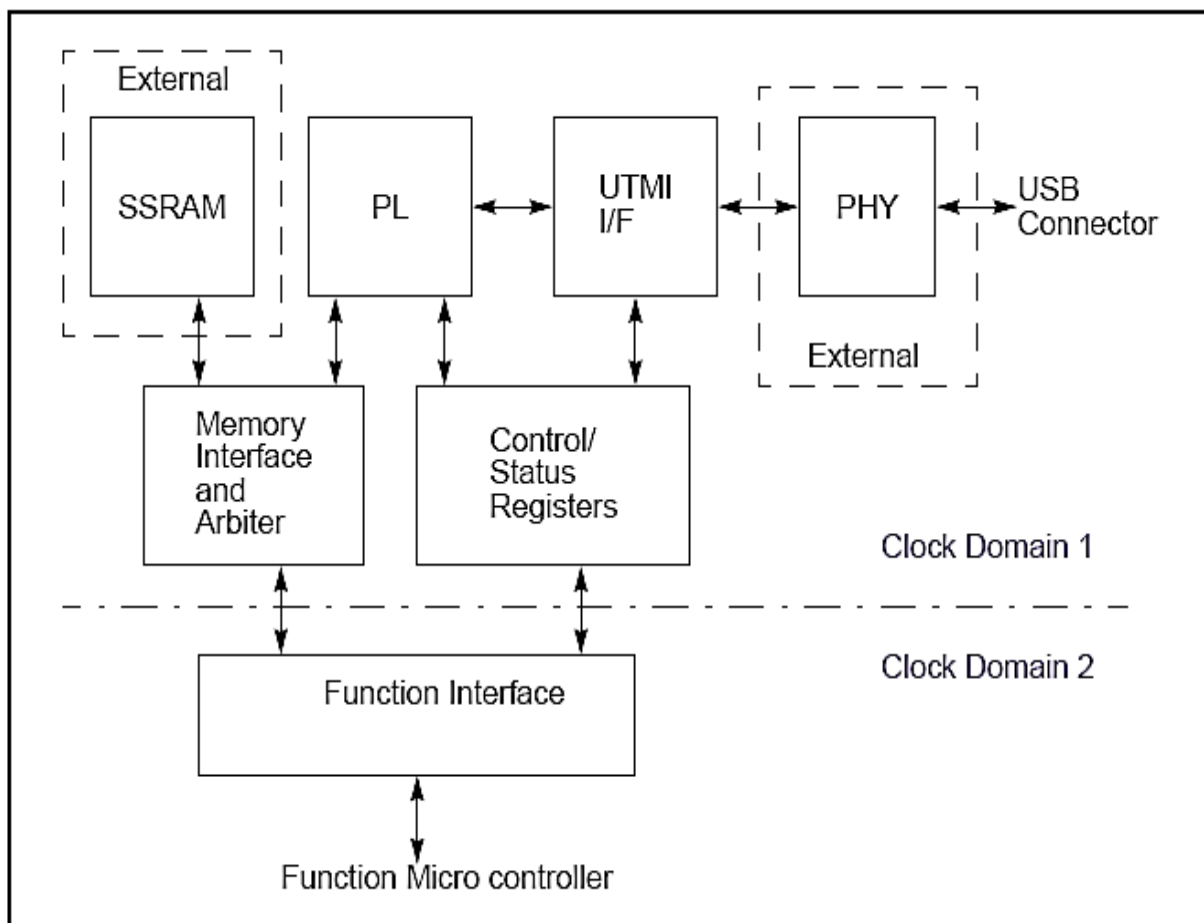 External
SSRAM
PL
UTMI
I/F
PHY
USB
Connector
External
Memory
Interface
and
Arbiter
Control/
Status
Registers
Clock Domain 1
Clock Domain 2
Function Interface
Function Micro controller